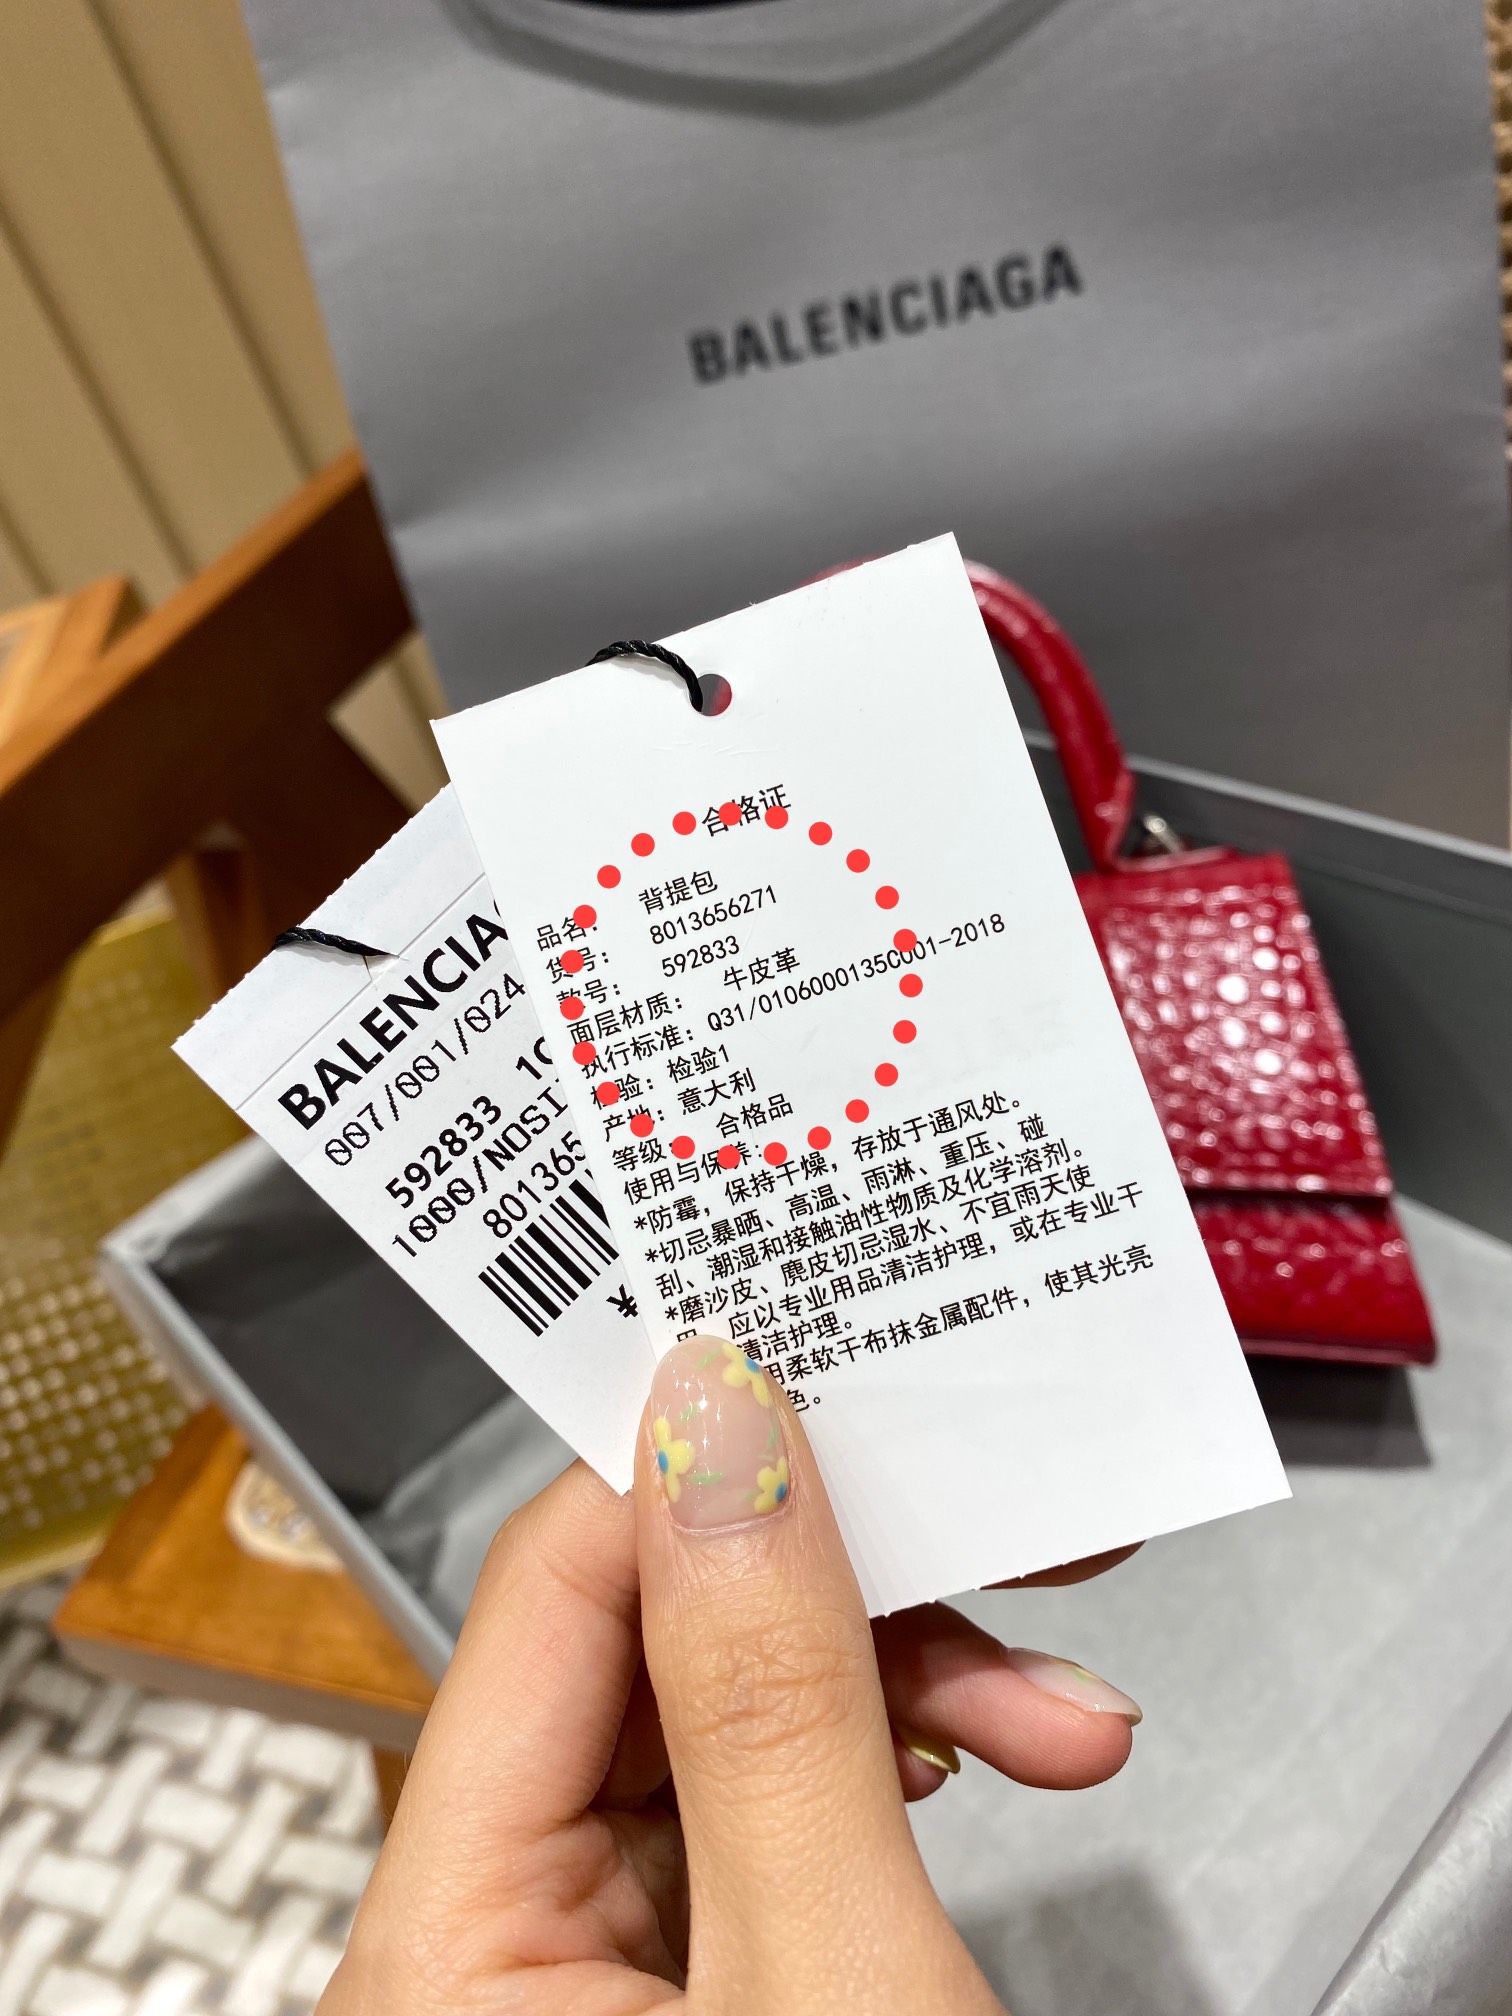 BALENCIAGA
合格证
品名： 背提包
货号： 8013656271
款号： 592833
面层材质： 牛皮革
执行标准：Q31/0106000135C001-2018
检验：检验1
产地：意大利
等级： 合格品
使用与保养：
*防霉，保持干燥，存放于通风处。
*切忌暴晒、高温、雨淋、重压、碰
刮、潮湿和接触油性物质及化学溶剂。
*磨沙皮、麂皮切忌湿水、不宜雨天使
用，应以专业用品清洁护理，或在专业干
清洁护理。
用柔软干布抹金属配件，使其光亮
色。
BALENCIA
007/001/024
592833
1000/NOSI
801365
¥